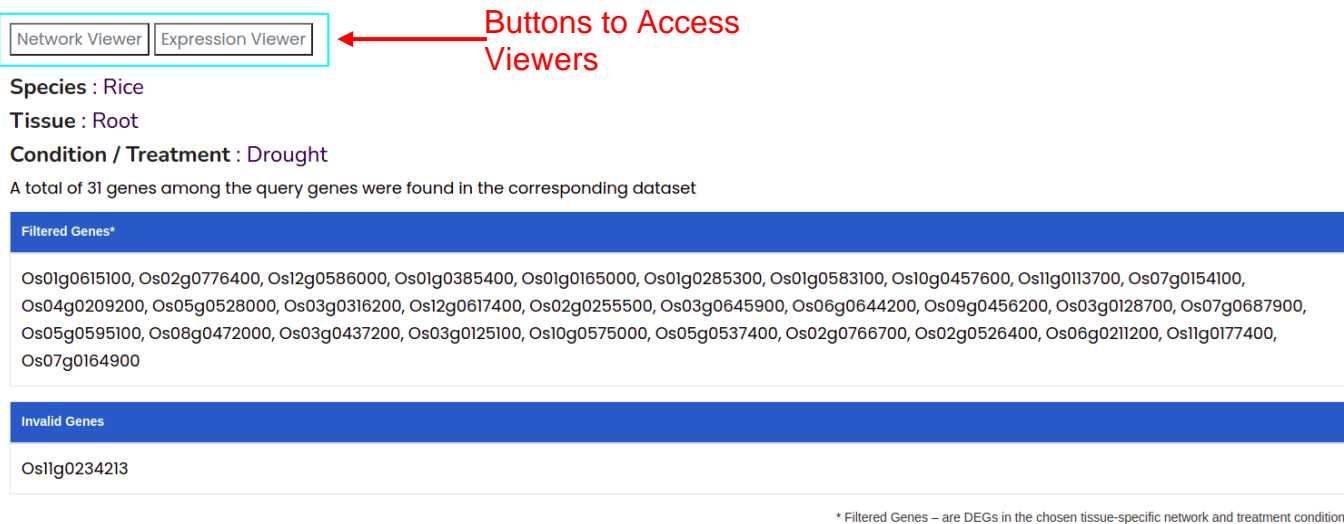 Network Viewer Expression Viewer
Buttons to Access
Viewers
Species : Rice
Tissue : Root
Condition / Treatment : Drought
A total of 31 genes among the query genes were found in the corresponding dataset
Filtered Genes*
Os01g0615100, Os02g0776400, Os12g0586000, Os01g0385400, Os01g0165000, Os01g0285300, Os01g0583100, Os10g0457600, Os11g0113700, Os07g0154100,
Os04g0209200, Os05g0528000, Os03g0316200, Os12g0617400, Os02g0255500, Os03g0645900, Os06g0644200, Os09g0456200, Os03g0128700, Os07g0687900,
Os05g0595100, Os08g0472000, Os03g0437200, Os03g0125100, Os10g0575000, Os05g0537400, Os02g0766700, Os02g0526400, Os06g0211200, Os11g0177400,
Os07g0164900
Invalid Genes
Os11g0234213
* Filtered Genes – are DEGs in the chosen tissue-specific network and treatment condition